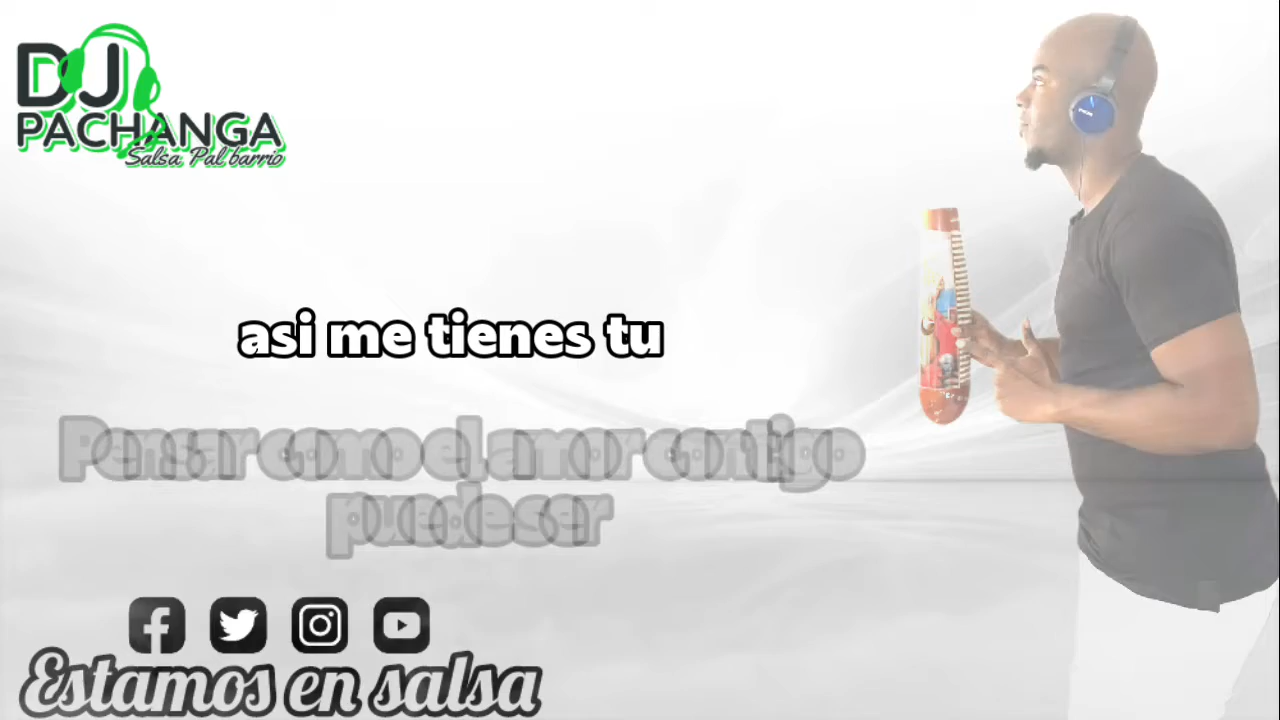 DJ
PACHANGA
Salsa Pal barrio
asi me tienes tu
Pensar como el amor contigo
puede ser
Estamos en salsa